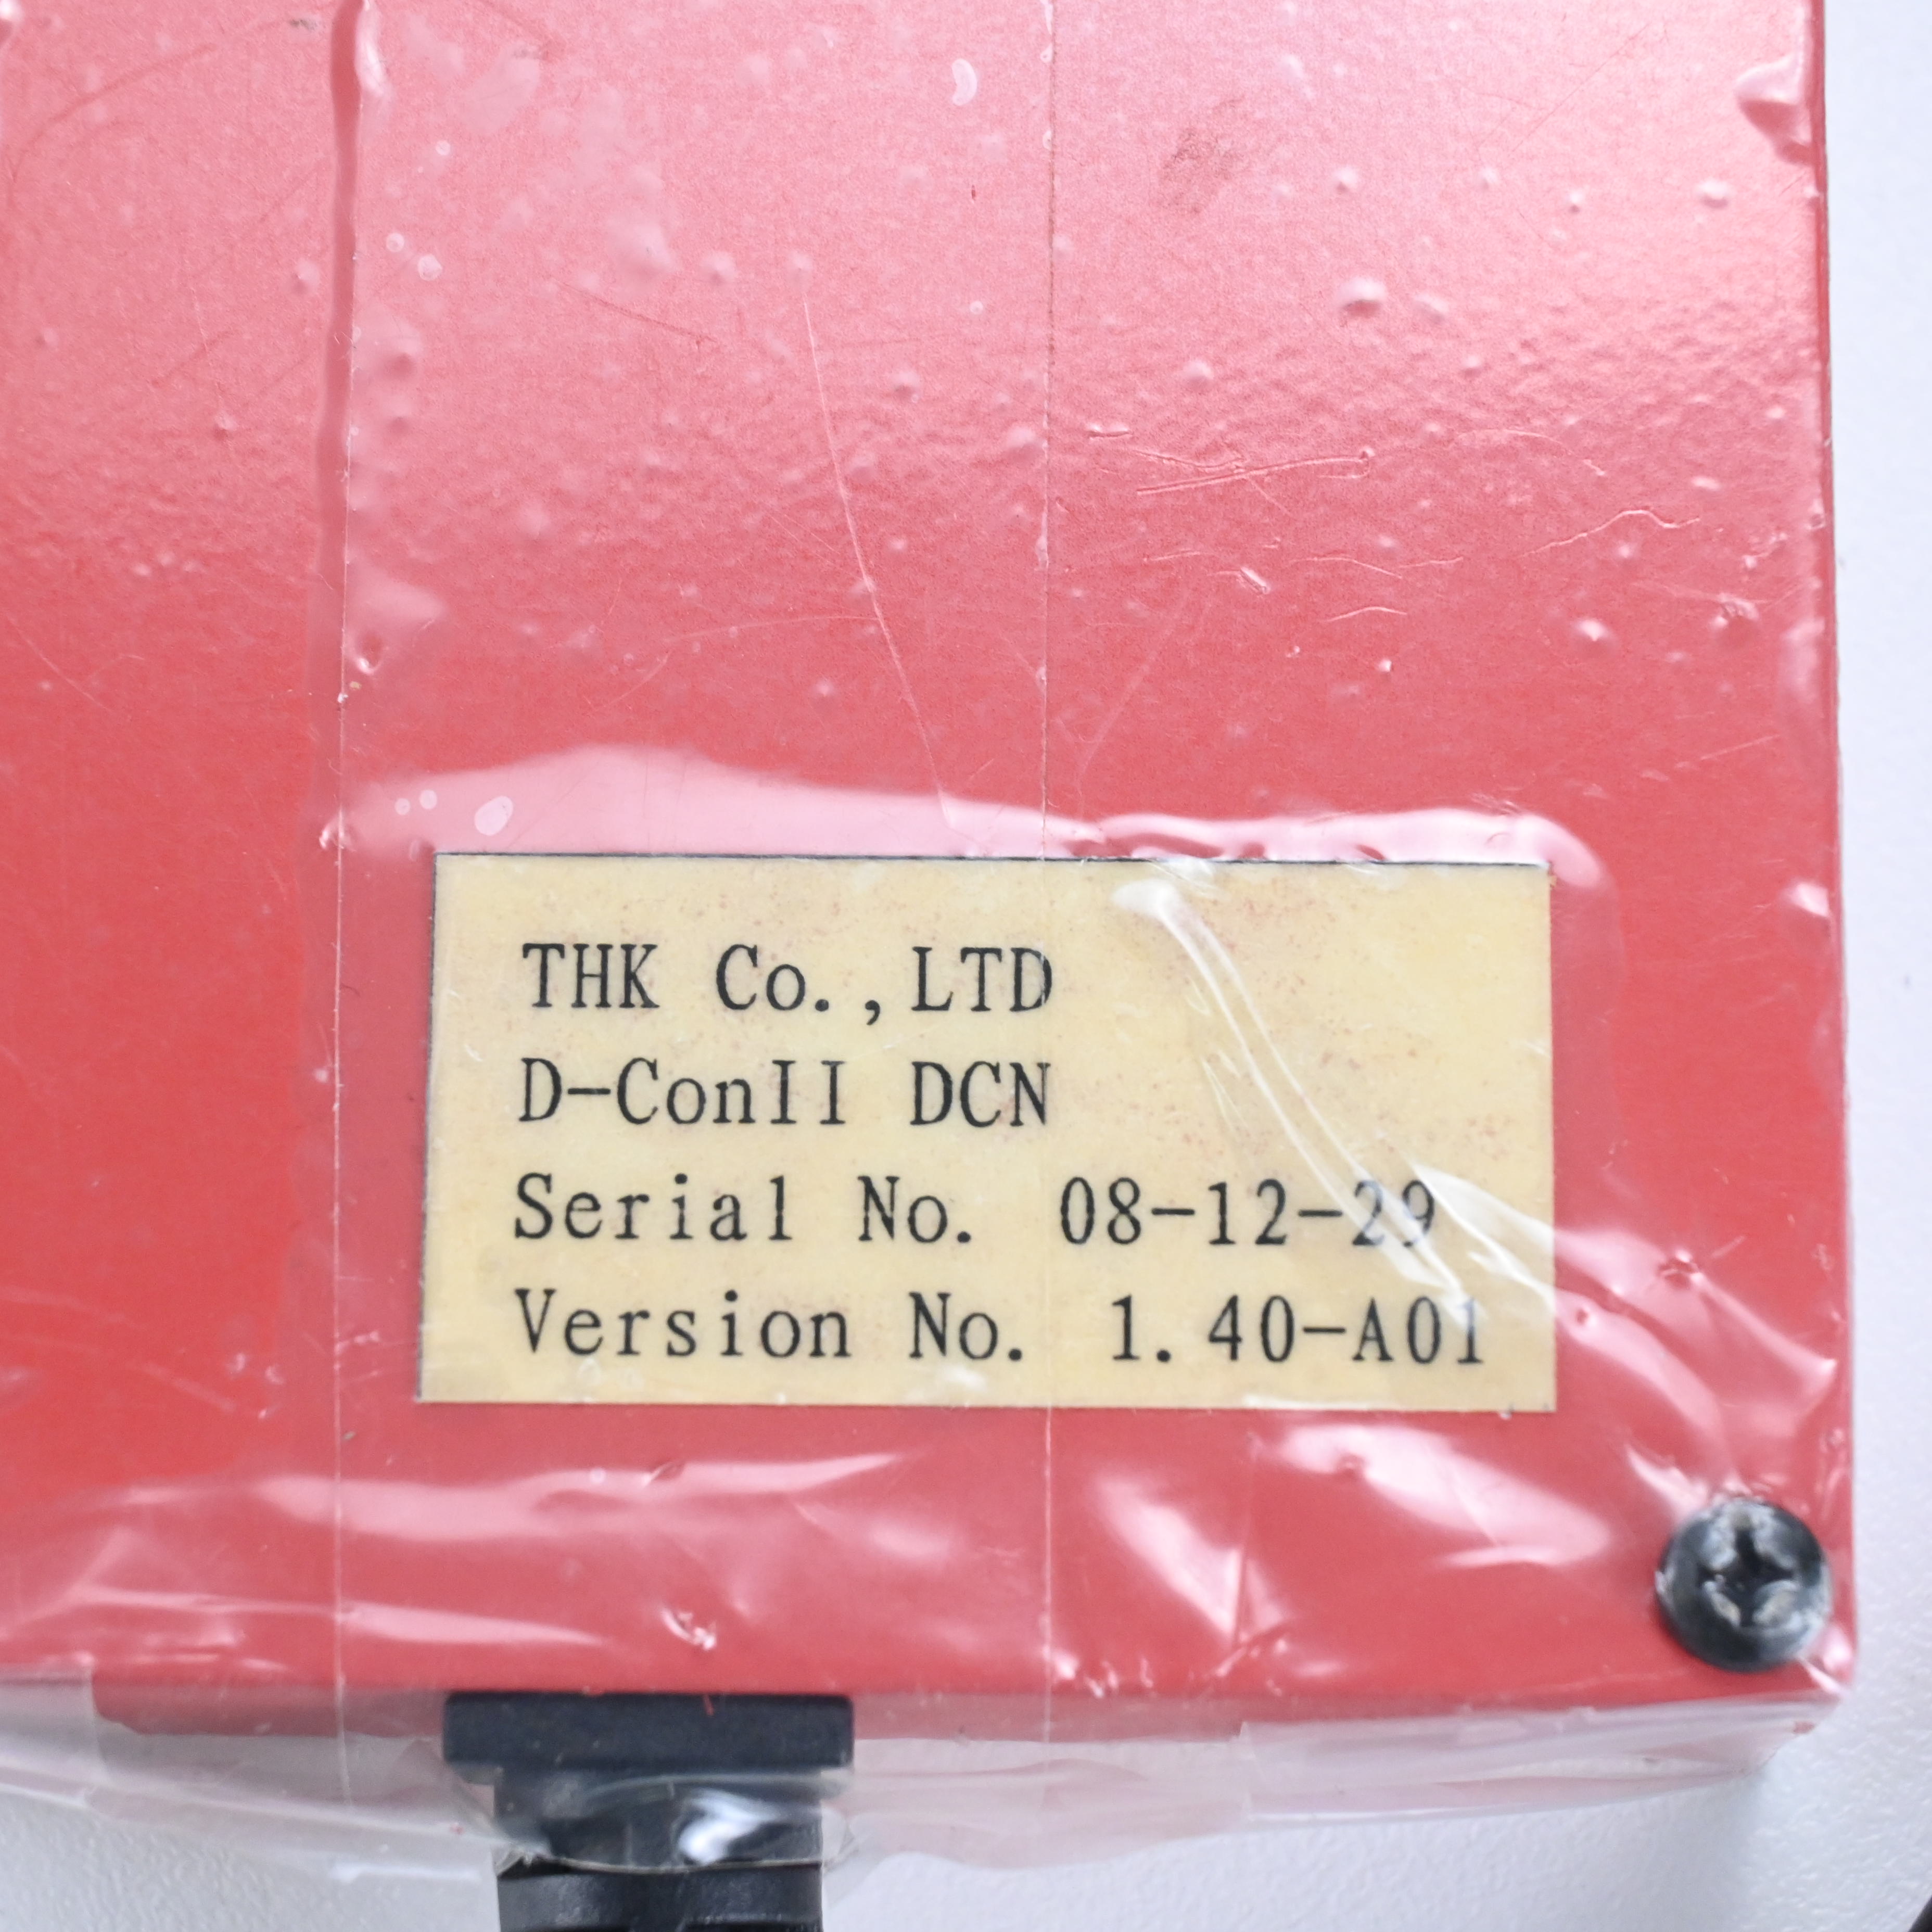 THK Co.,LTD
D-ConII DCN
Serial No. 08-12-29
Version No. 1.40-A01